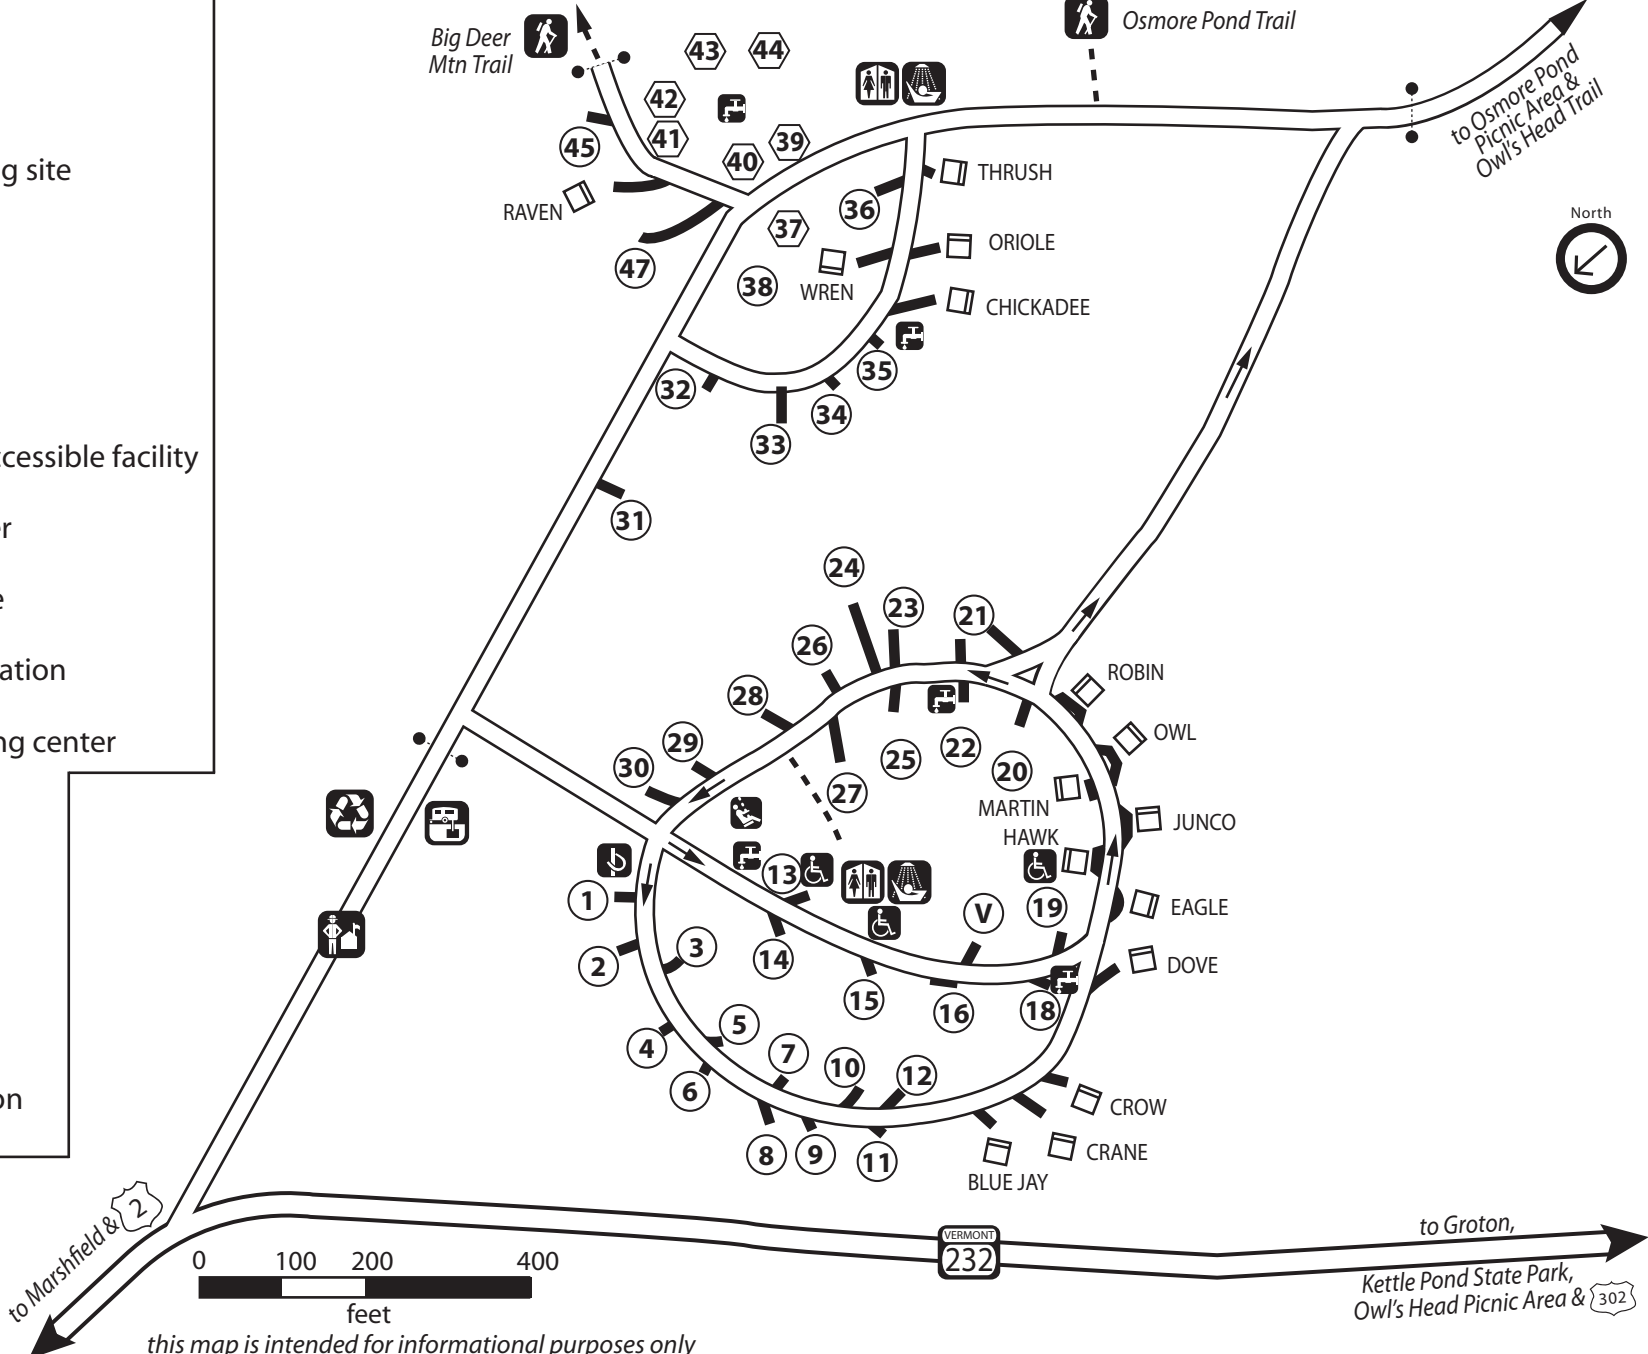 g site
ccessible facility
er
e
ation
ng center
on
Big Deer
Mtn Trail
43
44
42
41
39
40
45
RAVEN
47
37
38
36
THRUSH
ORIOLE
WREN
CHICKADEE
35
34
33
32
31
Osmore Pond Trail
to Osmore Pond
Picnic Area &
Owl's Head Trail
North
24
23
21
26
28
29
30
27
25
22
20
ROBIN
OWL
MARTIN
JUNCO
HAWK
EAGLE
DOVE
13
V
19
1
2
3
14
15
16
18
4
5
6
7
10
12
8
9
11
CROW
CRANE
BLUE JAY
to Marshfield & 2
0 100 200 400
feet
this map is intended for informational purposes only
VERMONT
232
to Groton,
Kettle Pond State Park,
Owl's Head Picnic Area & 302